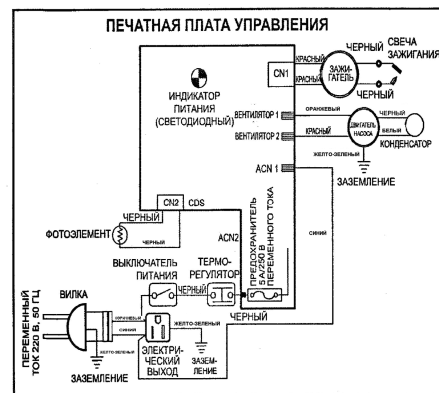 ПЕЧАТНАЯ ПЛАТА УПРАВЛЕНИЯ
ИНДИКАТОР
ПИТАНИЯ
(СВЕТОДИОДНЫЙ)
CN1
КРАСНЫЙ
КРАСНЫЙ
ЗАЖИ-
ГАТЕЛЬ
ЧЕРНЫЙ
ЧЕРНЫЙ
СВЕЧА
ЗАЖИГАНИЯ
ВЕНТИЛЯТОР 1
ОРАНЖЕВЫЙ
ВЕНТИЛЯТОР 2
КРАСНЫЙ
ДВИГАТЕЛЬ
НАСОСА
ЧЕРНЫЙ
БЕЛЫЙ
КОНДЕНСАТОР
ACN 1
ЖЕЛТО-ЗЕЛЕНЫЙ
ЗАЗЕМЛЕНИЕ
CN2
CDS
ЧЕРНЫЙ
ФОТОЭЛЕМЕНТ
ЧЕРНЫЙ
ACN2
ПРЕДОХРАНИТЕЛЬ
5 А/250 В
ПЕРЕМЕННОГО ТОКА
СИНИЙ
ВЫКЛЮЧАТЕЛЬ
ПИТАНИЯ
ЧЕРНЫЙ
ТЕРМО-
РЕГУЛЯТОР
ЧЕРНЫЙ
ПЕРЕМЕННЫЙ
ТОК 220 В, 50 ГЦ
ВИЛКА
ОРАНЖЕВЫЙ
СИНИЙ
ЖЕЛТО-ЗЕЛЕНЫЙ
ЗАЗЕМЛЕНИЕ
ЭЛЕКТРИ-
ЧЕСКИЙ
ВЫХОД
ЖЕЛТО-ЗЕЛЕНЫЙ
ЗАЗЕМ-
ЛЕНИЕ